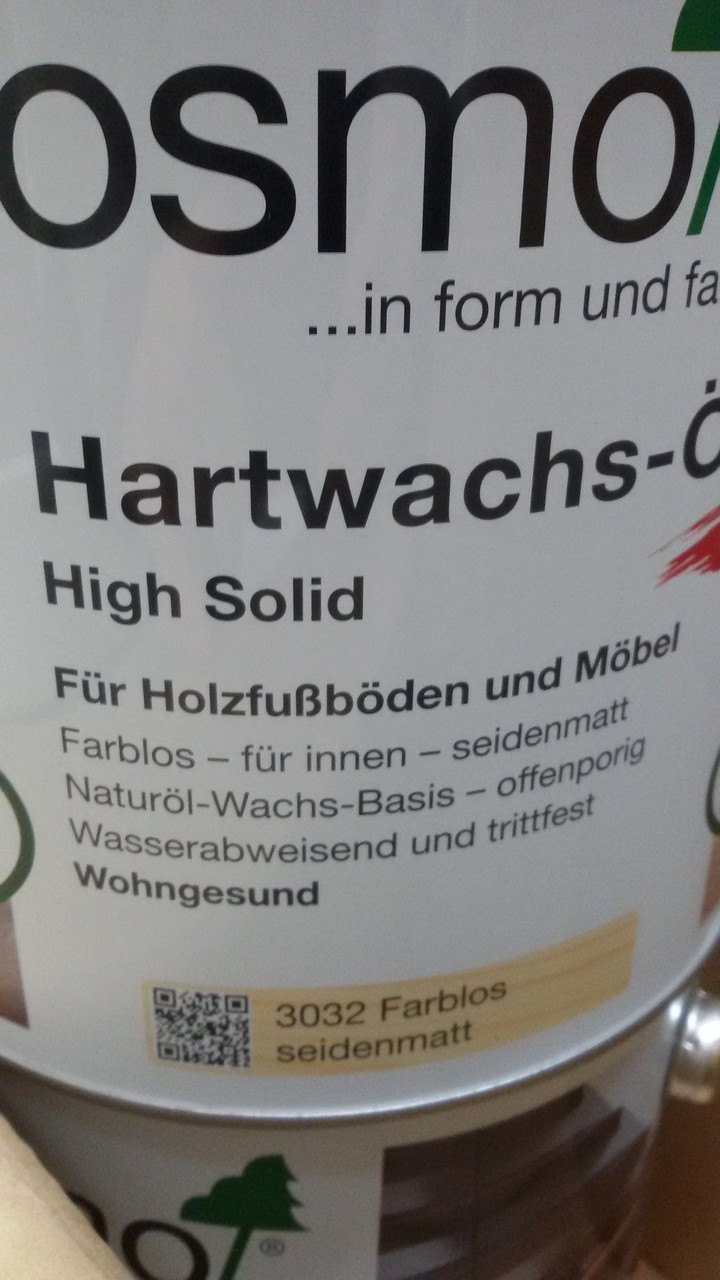 osmo
...in form und fa
Hartwachs-Ö
High Solid
Für Holzfußböden und Möbel
Farblos – für innen – seidenmatt
Naturöl-Wachs-Basis – offenporig
Wasserabweisend und trittfest
Wohngesund
3032 Farblos
seidenmatt
mo ®